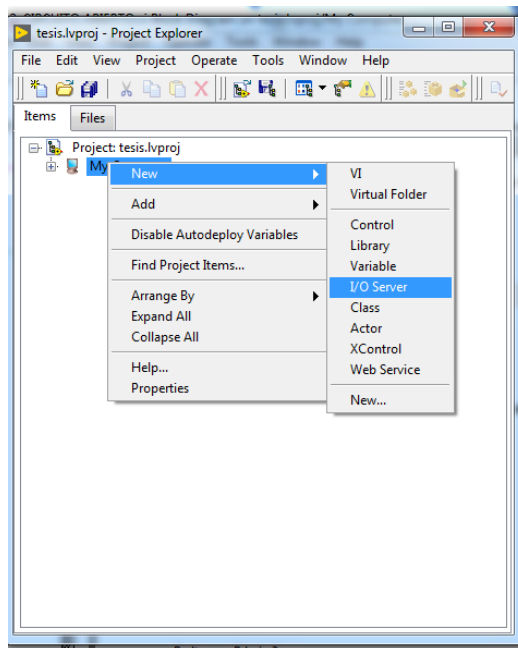 tesis.lvproj - Project Explorer
File Edit View Project Operate Tools Window Help
Items Files
Project: tesis.lvproj
My
New
Add
Disable Autodeploy Variables
Find Project Items...
Arrange By
Expand All
Collapse All
Help...
Properties
VI
Virtual Folder
Control
Library
Variable
I/O Server
Class
Actor
XControl
Web Service
New...